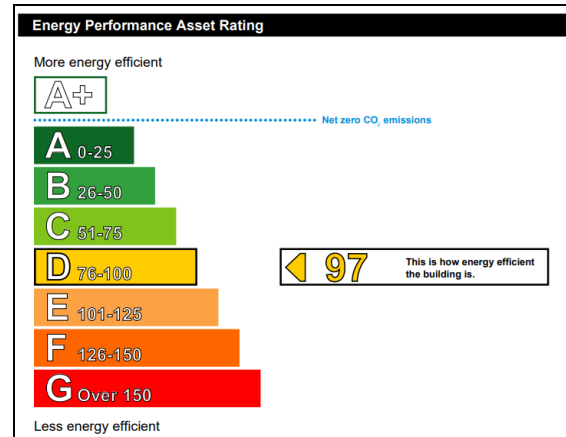 Energy Performance Asset Rating
More energy efficient
A+
Net zero CO₂ emissions
A 0-25
B 26-50
C 51-75
D 76-100
97 This is how energy efficient
the building is.
E 101-125
F 126-150
G Over 150
Less energy efficient